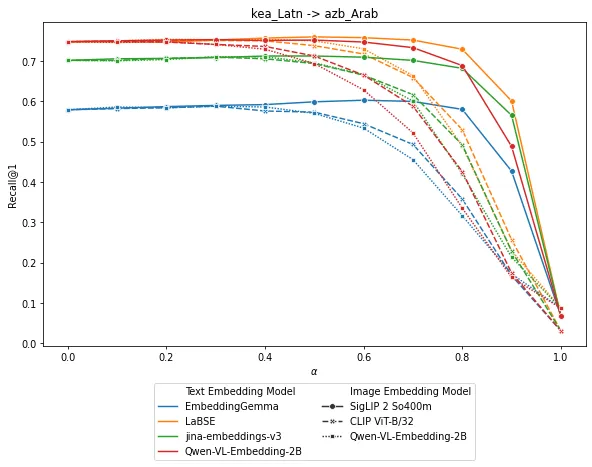 kea_Latn -> azb_Arab
Recall@1
0.7
0.6
0.5
0.4
0.3
0.2
0.1
0.0
0.0 0.2 0.4 0.6 0.8 1.0
α
Text Embedding Model
EmbeddingGemma
LaBSE
jina-embeddings-v3
Qwen-VL-Embedding-2B
Image Embedding Model
SigLIP 2 So400m
CLIP ViT-B/32
Qwen-VL-Embedding-2B